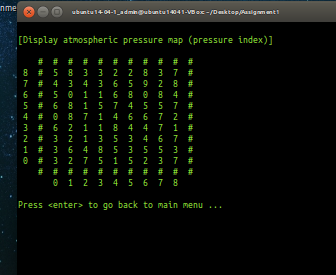 nme
ubuntu14-04-1_admin@ubuntu14041-VBox: ~/Desktop/Assignment1
[Display atmospheric pressure map (pressure index)]
# # # # # # # # # # #
8 # 5 8 3 3 2 2 8 3 7 #
7 # 4 3 4 3 6 5 9 2 8 #
6 # 5 0 1 1 6 8 0 8 4 #
5 # 6 8 1 5 7 4 5 5 7 #
4 # 0 8 7 1 4 6 6 7 2 #
3 # 6 2 1 1 8 4 4 7 1 #
2 # 3 2 1 3 5 3 4 6 7 #
1 # 3 6 4 8 5 3 5 5 3 #
0 # 3 2 7 5 1 5 2 3 7 #
# # # # # # # # # # #
0 1 2 3 4 5 6 7 8
Press <enter> to go back to main menu ...